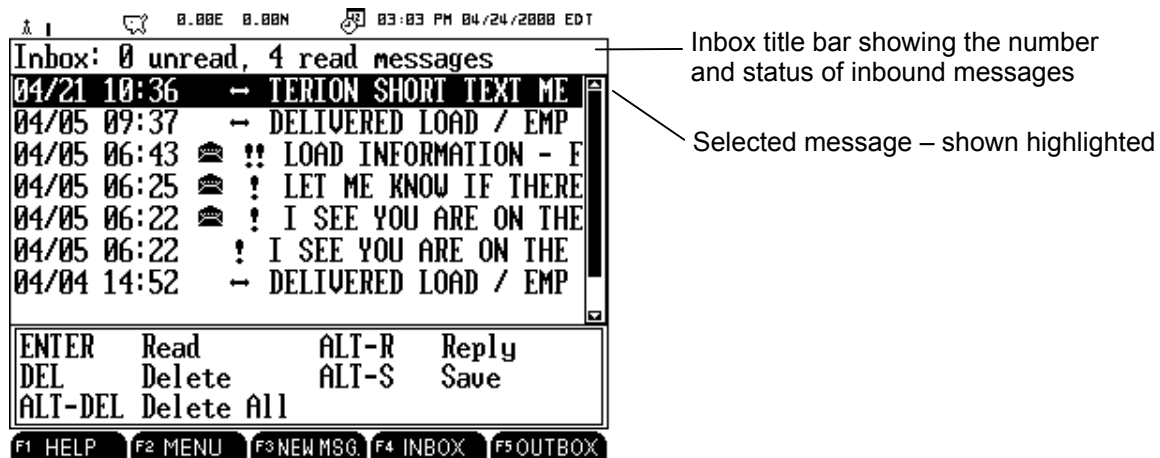 0.00E 0.00N 03:03 PM 04/24/2000 EDT
Inbox: 0 unread, 4 read messages
04/21 10:36 ↔ TERION SHORT TEXT ME
04/05 09:37 ↔ DELIVERED LOAD / EMP
04/05 06:43 !! LOAD INFORMATION - F
04/05 06:25 ! LET ME KNOW IF THERE
04/05 06:22 ! I SEE YOU ARE ON THE
04/05 06:22 ! I SEE YOU ARE ON THE
04/04 14:52 ↔ DELIVERED LOAD / EMP
ENTER Read ALT-R Reply
DEL Delete ALT-S Save
ALT-DEL Delete All
F1 HELP F2 MENU F3 NEW MSG. F4 INBOX F5 OUTBOX
Inbox title bar showing the number
and status of inbound messages
Selected message – shown highlighted